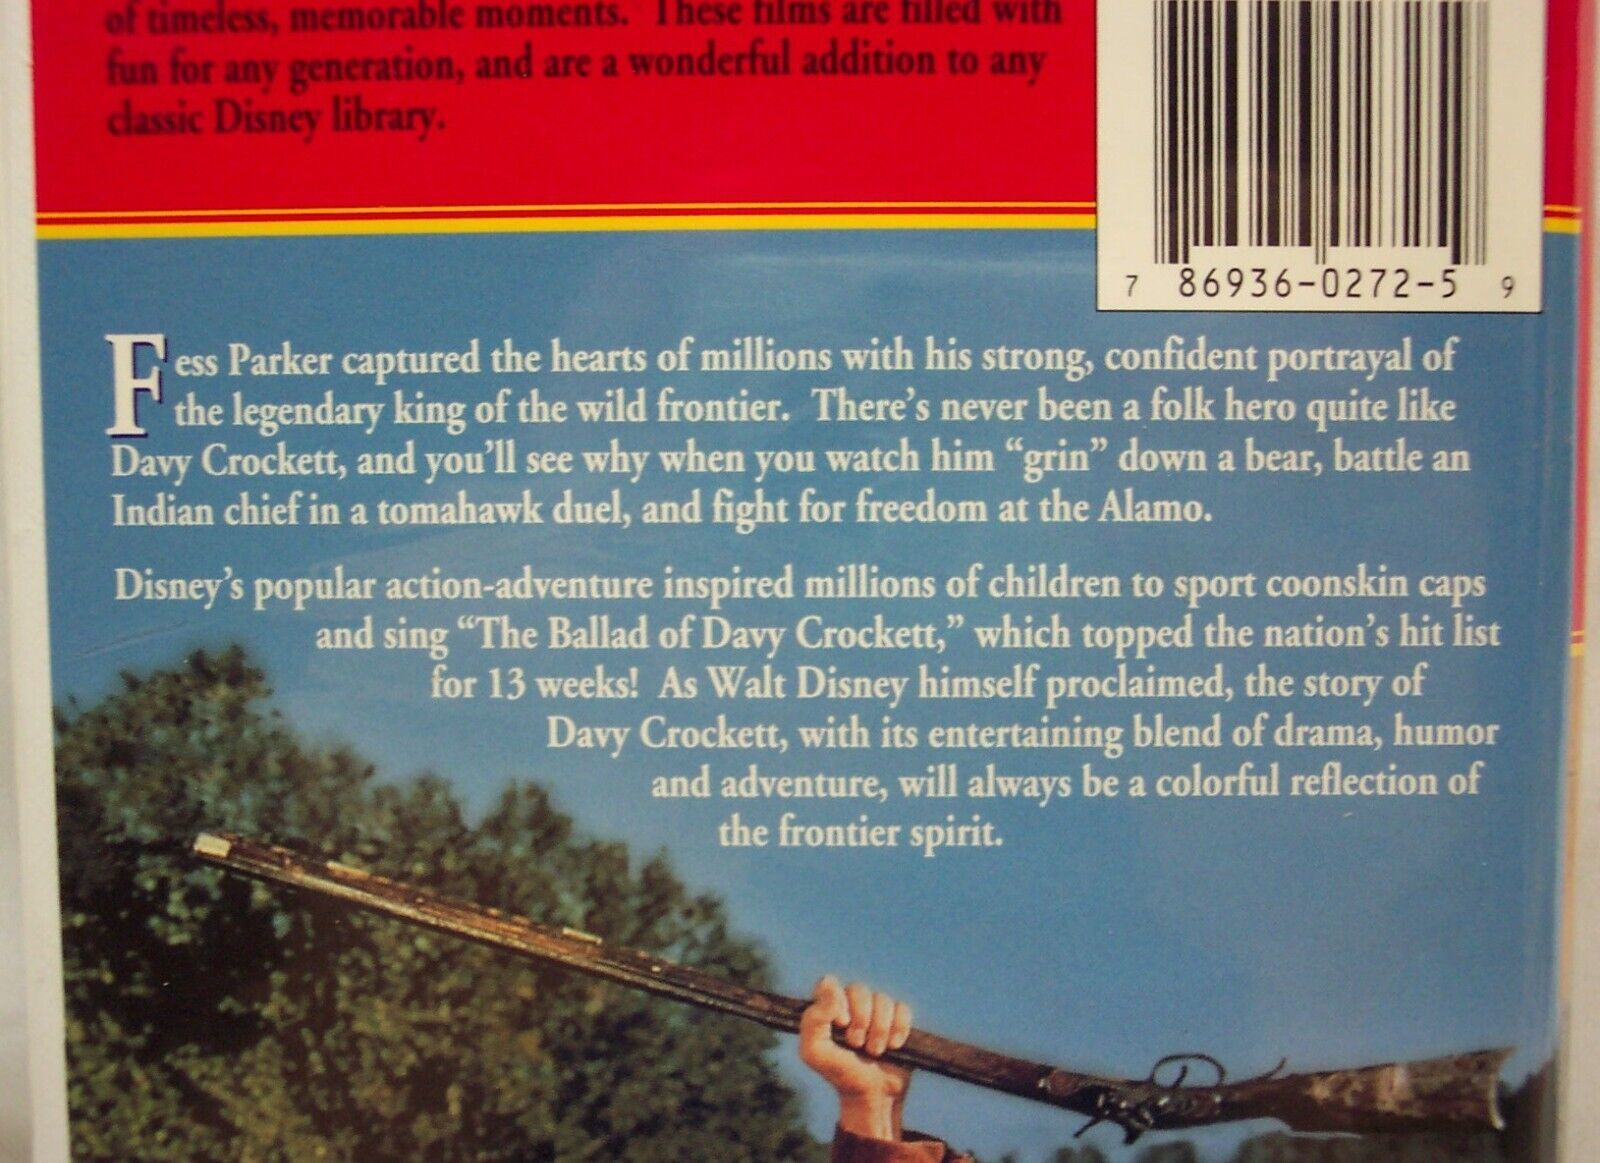 of timeless, memorable moments. These films are filled with
fun for any generation, and are a wonderful addition to any
classic Disney library.
7 86936-0272-5 9
Fess Parker captured the hearts of millions with his strong, confident portrayal of
the legendary king of the wild frontier. There's never been a folk hero quite like
Davy Crockett, and you'll see why when you watch him "grin" down a bear, battle an
Indian chief in a tomahawk duel, and fight for freedom at the Alamo.
Disney's popular action-adventure inspired millions of children to sport coonskin caps
and sing "The Ballad of Davy Crockett," which topped the nation's hit list
for 13 weeks! As Walt Disney himself proclaimed, the story of
Davy Crockett, with its entertaining blend of drama, humor
and adventure, will always be a colorful reflection of
the frontier spirit.